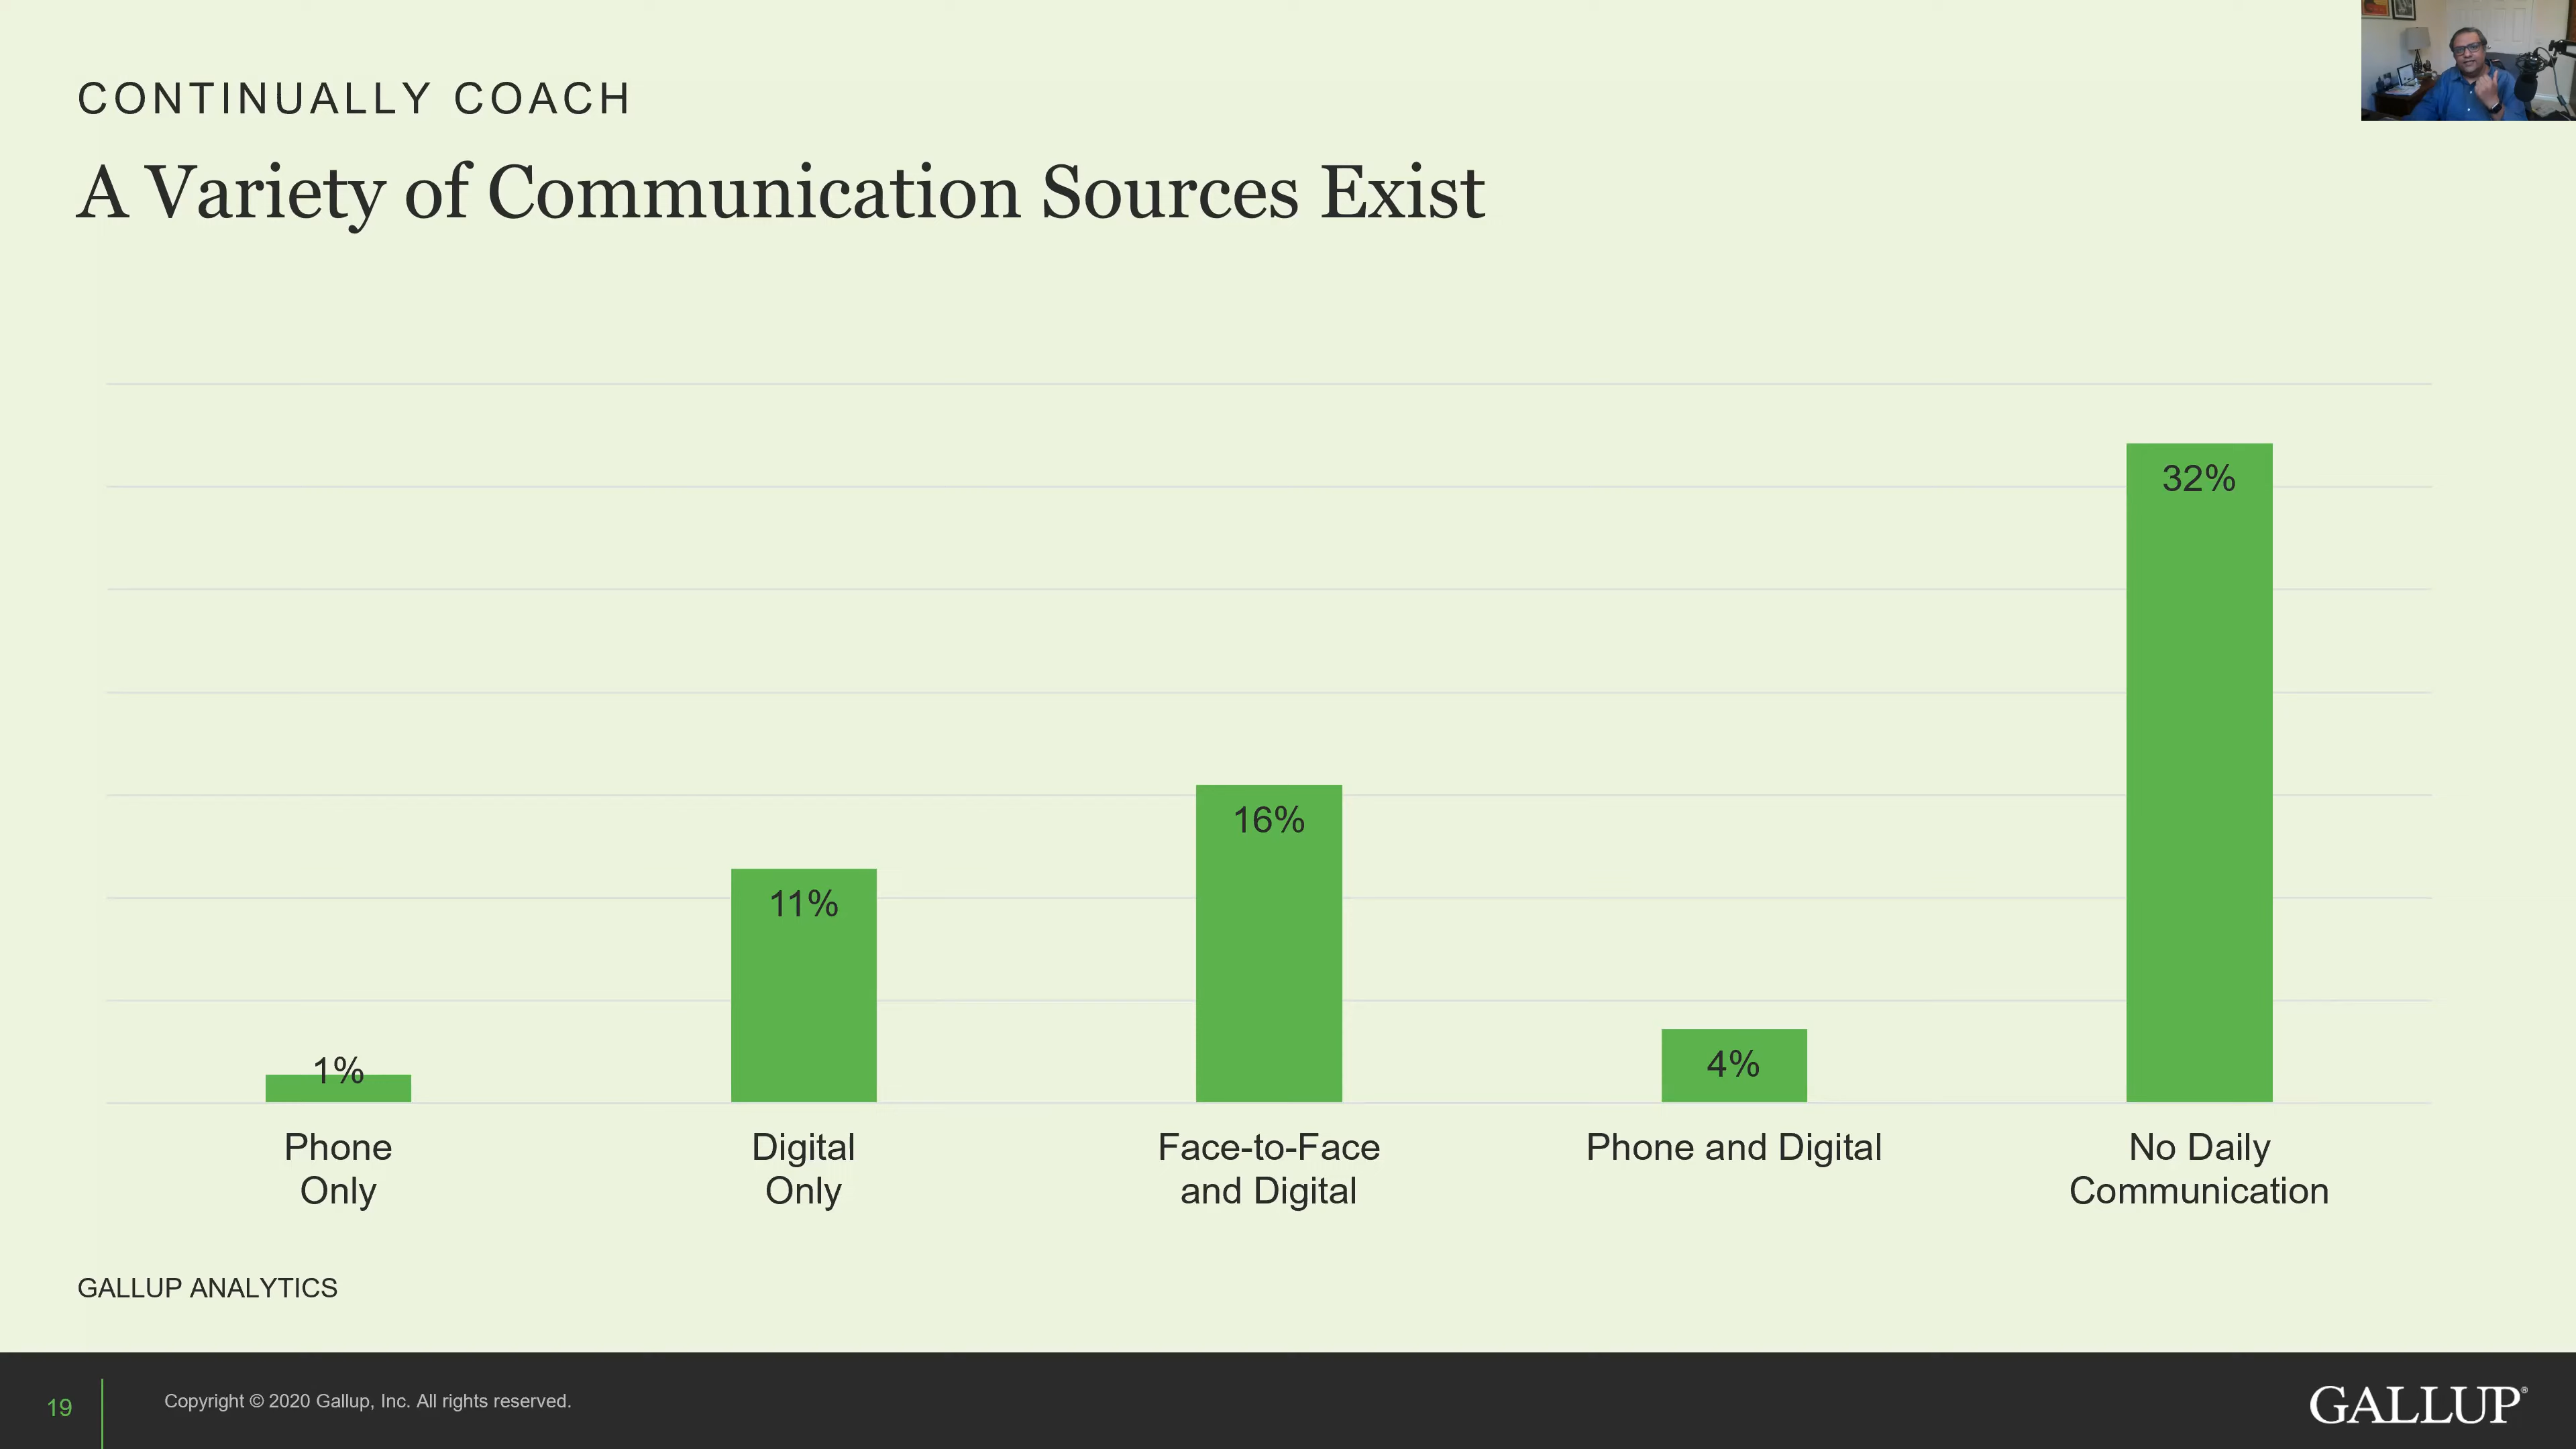 CONTINUALLY COACH
A Variety of Communication Sources Exist
32%
16%
11%
4%
1%
Phone
Only
Digital
Only
Face-to-Face
and Digital
Phone and Digital
No Daily
Communication
GALLUP ANALYTICS
19
Copyright © 2020 Gallup, Inc. All rights reserved.
GALLUP®